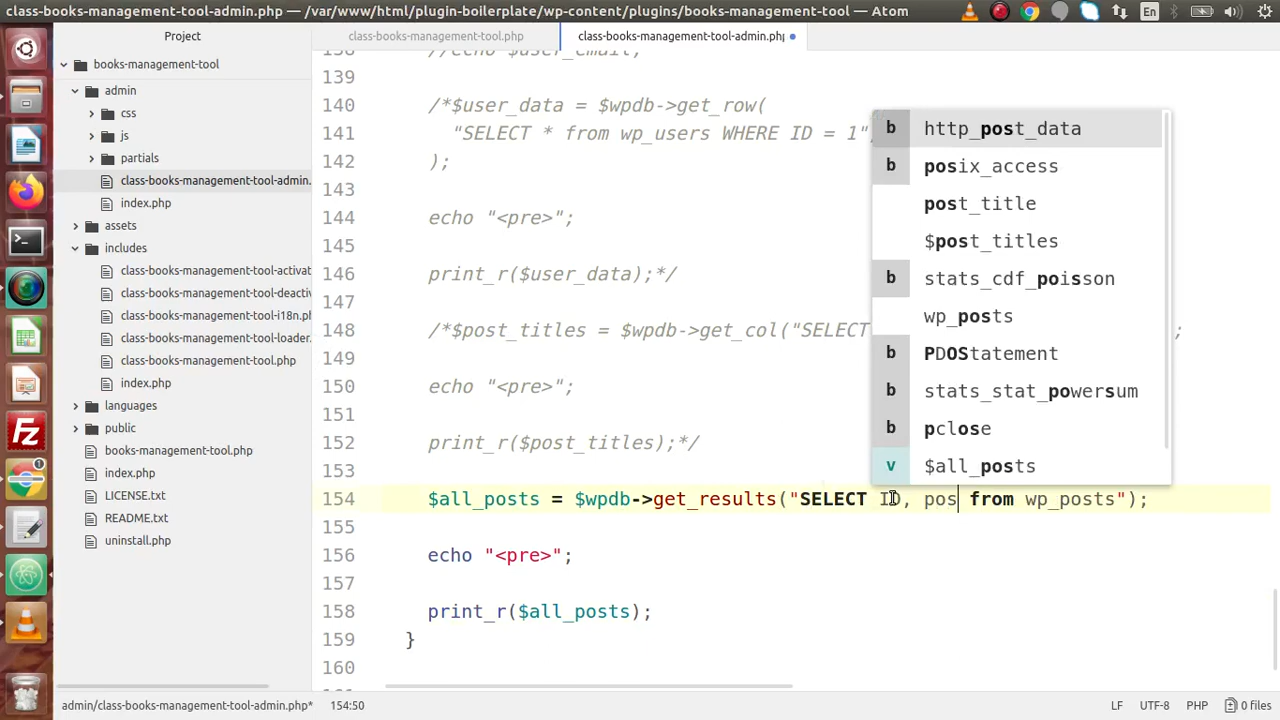 class-books-management-tool-admin.php — /var/www/html/plugin-boilerplate/wp-content/plugins/books-management-tool — Atom
En
Project
class-books-management-tool.php
class-books-management-tool-admin.php
books-management-tool
admin
css
js
partials
class-books-management-tool-admin.
index.php
assets
includes
class-books-management-tool-activat
class-books-management-tool-deactiv
class-books-management-tool-i18n.ph
class-books-management-tool-loader.
class-books-management-tool.php
index.php
languages
public
books-management-tool.php
index.php
LICENSE.txt
README.txt
uninstall.php
138 //echo $user_email;
139
140 /*$user_data = $wpdb->get_row(
141 "SELECT * from wp_users WHERE ID = 1"
142 );
143
144 echo "<pre>";
145
146 print_r($user_data);*/
147
148 /*$post_titles = $wpdb->get_col("SELECT ;
149
150 echo "<pre>";
151
152 print_r($post_titles);*/
153
154 $all_posts = $wpdb->get_results("SELECT ID, pos from wp_posts");
155
156 echo "<pre>";
157
158 print_r($all_posts);
159 }
160
b http_post_data
b posix_access
post_title
$post_titles
b stats_cdf_poisson
wp_posts
b PDOStatement
b stats_stat_powersum
b pclose
v $all_posts
admin/class-books-management-tool-admin.php* 154:50
LF UTF-8 PHP 0 files